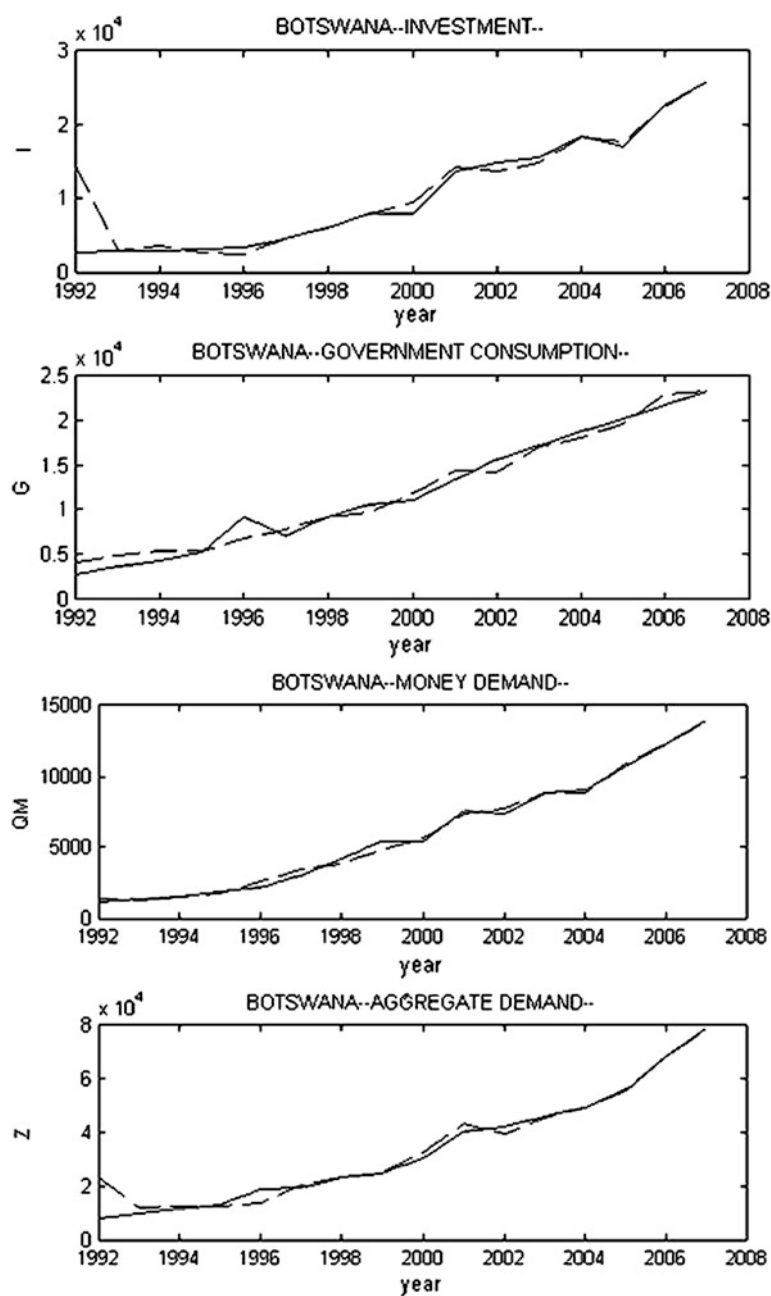 BOTSWANA--INVESTMENT--
x 10^4
3
2
1
0
I
1992 1994 1996 1998 2000 2002 2004 2006 2008
year
BOTSWANA--GOVERNMENT CONSUMPTION--
x 10^4
2.5
2
1.5
1
0.5
0
G
1992 1994 1996 1998 2000 2002 2004 2006 2008
year
BOTSWANA--MONEY DEMAND--
15000
10000
5000
0
QM
1992 1994 1996 1998 2000 2002 2004 2006 2008
year
BOTSWANA--AGGREGATE DEMAND--
x 10^4
8
6
4
2
0
Z
1992 1994 1996 1998 2000 2002 2004 2006 2008
year